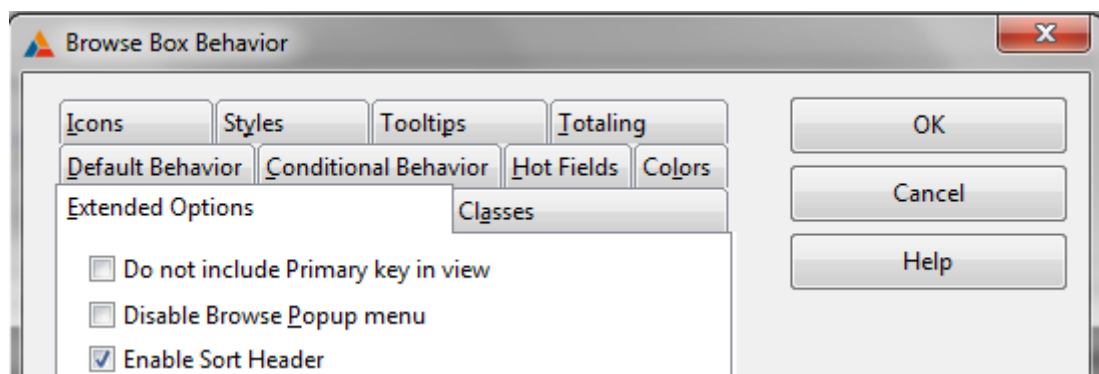 Browse Box Behavior
Icons Styles Tooltips Totaling
Default Behavior Conditional Behavior Hot Fields Colors
Extended Options Classes
Do not include Primary key in view
Disable Browse Popup menu
Enable Sort Header
OK
Cancel
Help